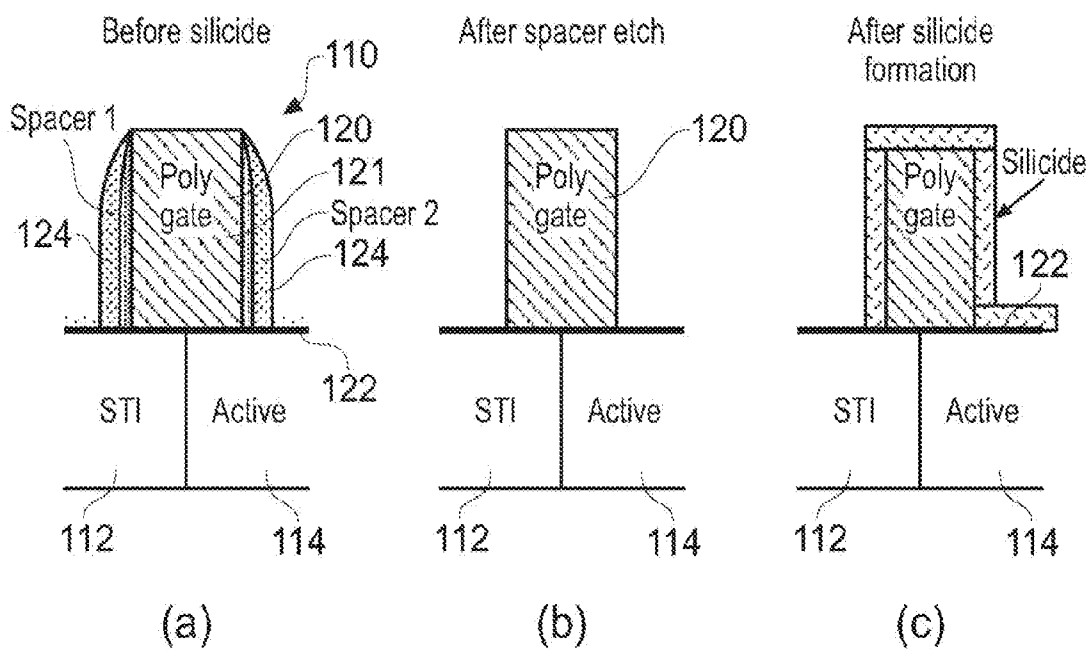 Before silicide
After spacer etch
After silicide
formation
110
Spacer 1
120
120
121
Silicide
Poly
gate
Poly
gate
Poly
gate
Spacer 2
124
124
122
122
STI
Active
STI
Active
STI
Active
112
114
112
114
112
114
(a)
(b)
(c)